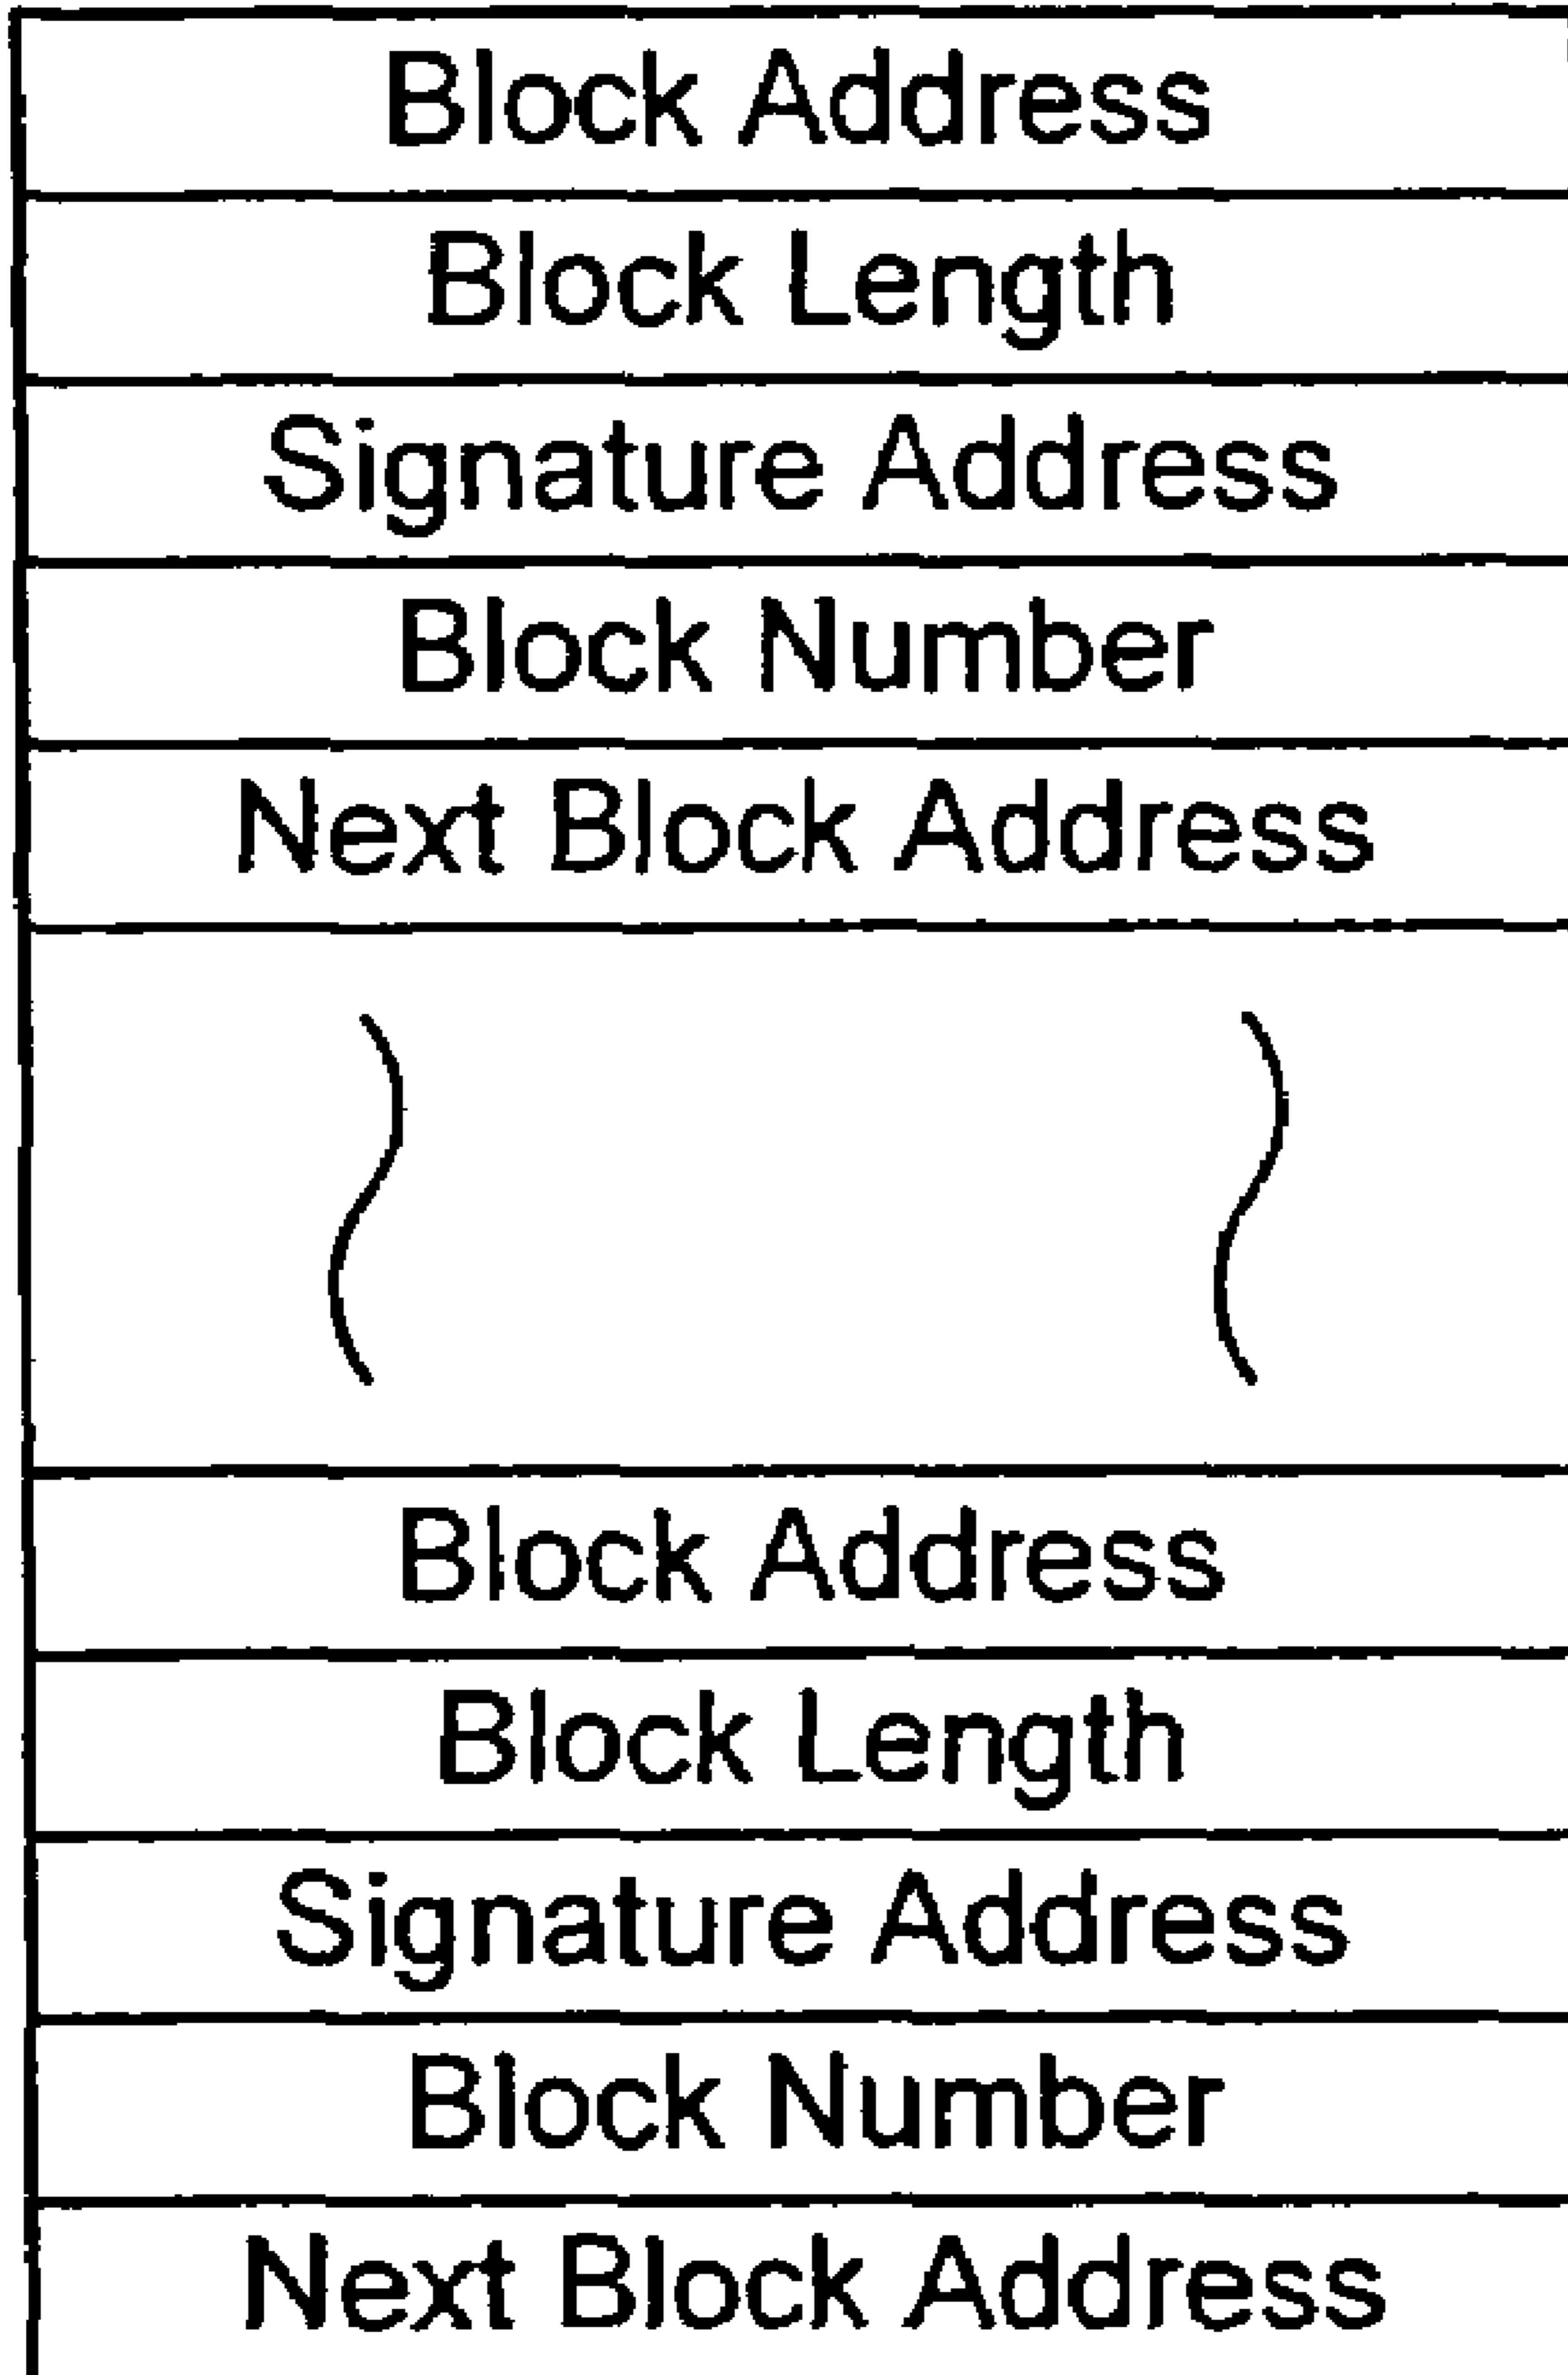 Block Address
Block Length
Signature Address
Block Number
Next Block Address
Block Address
Block Length
Signature Address
Block Number
Next Block Address